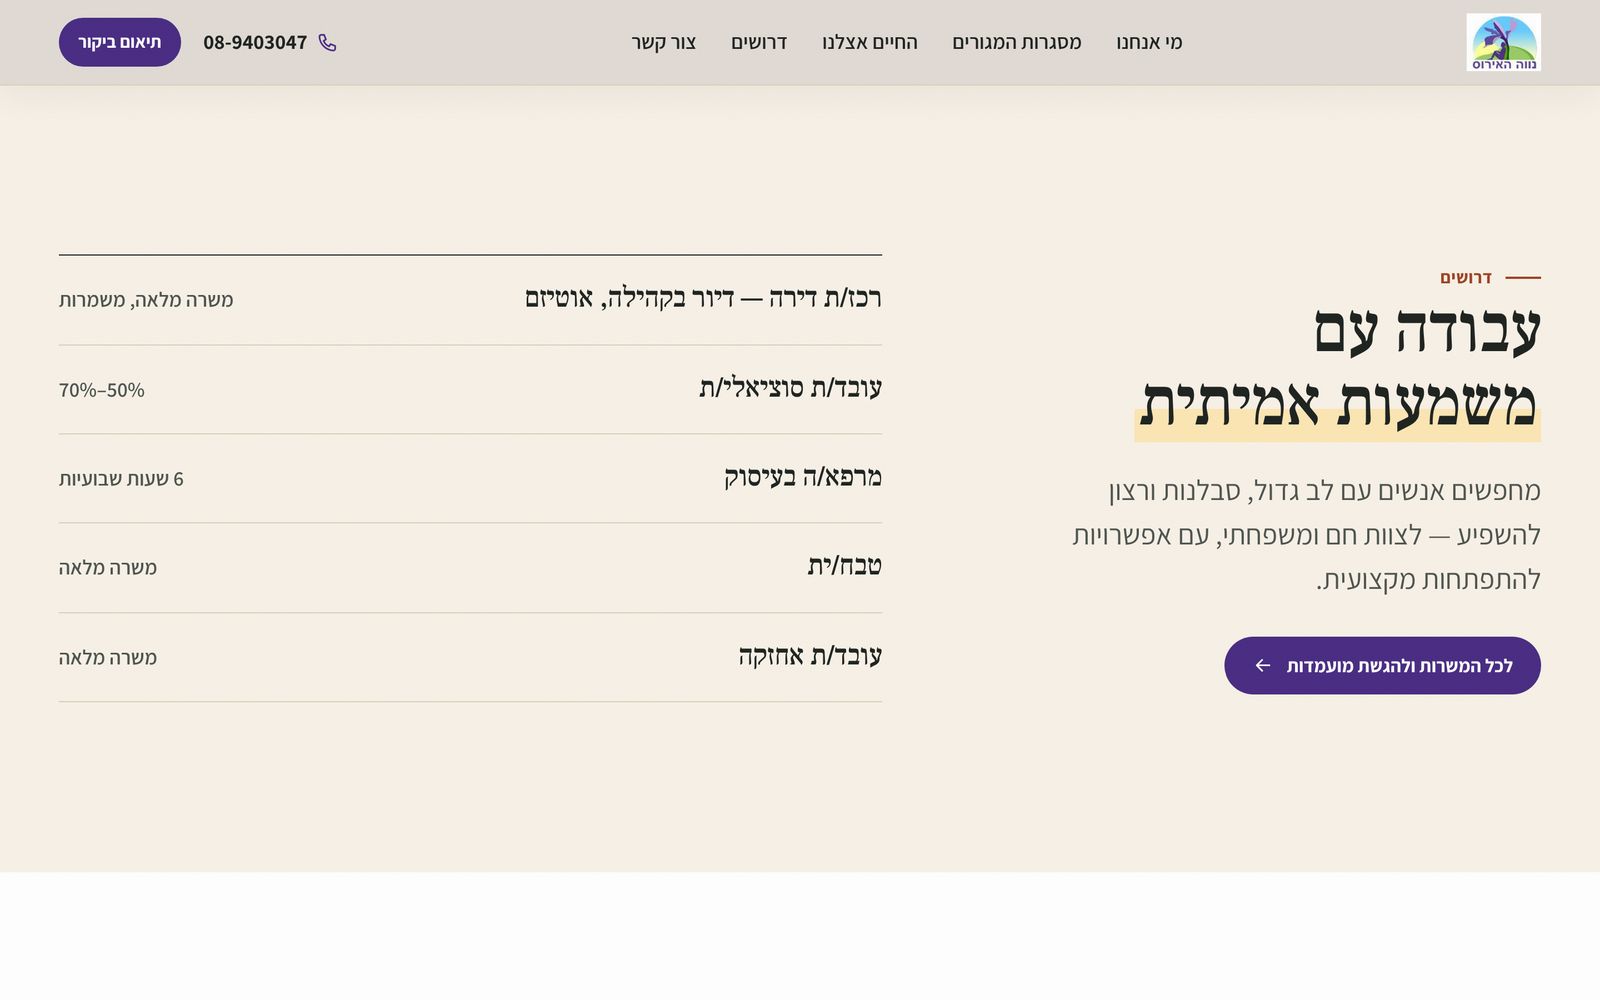 נווה האירוס
מי אנחנו
מסגרות המגורים
החיים אצלנו
דרושים
צור קשר
08-9403047
תיאום ביקור
דרושים
עבודה עם
משמעות אמיתית
מחפשים אנשים עם לב גדול, סבלנות ורצון
להשפיע — לצוות חם ומשפחתי, עם אפשרויות
להתפתחות מקצועית.
לכל המשרות ולהגשת מועמדות ←
רכז/ת דירה — דיור בקהילה, אוטיזם
משרה מלאה, משמרות
עובד/ת סוציאלי/ת
50%–70%
מרפא/ה בעיסוק
6 שעות שבועיות
טבח/ית
משרה מלאה
עובד/ת אחזקה
משרה מלאה